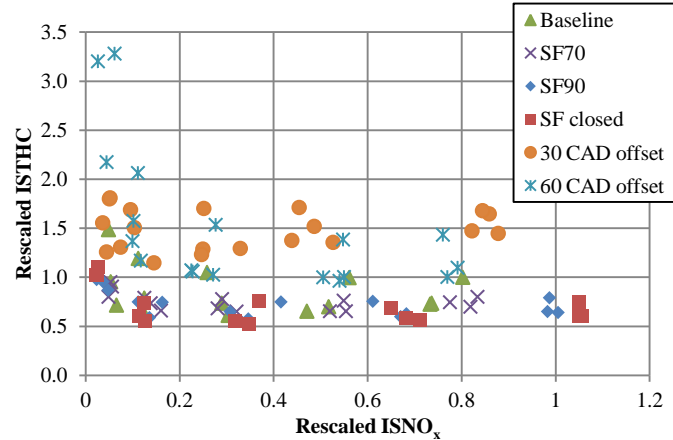 3.5
3.0
2.5
2.0
1.5
1.0
0.5
0.0
Rescaled ISTHC
0
0.2
0.4
0.6
0.8
1
1.2
Rescaled ISNOx
Baseline
SF70
SF90
SF closed
30 CAD offset
60 CAD offset